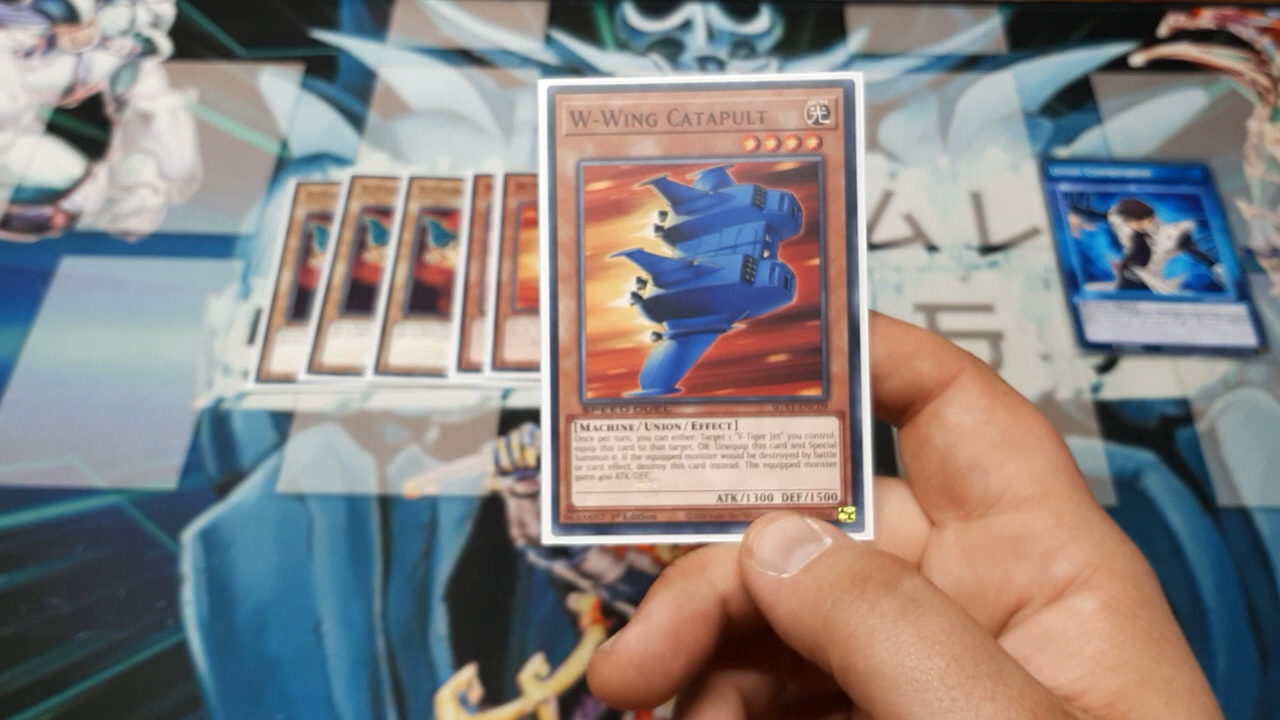 W-Wing Catapult
光
SPEED DUEL
[Machine/Union/Effect]
Once per turn, you can either: Target 1 "V-Tiger Jet" you control;
equip this card to that target, OR: Unequip this card and Special
Summon it. If the equipped monster would be destroyed by battle
or card effect, destroy this card instead. The equipped monster
gains 400 ATK/DEF.
ATK/1300 DEF/1500
1st Edition